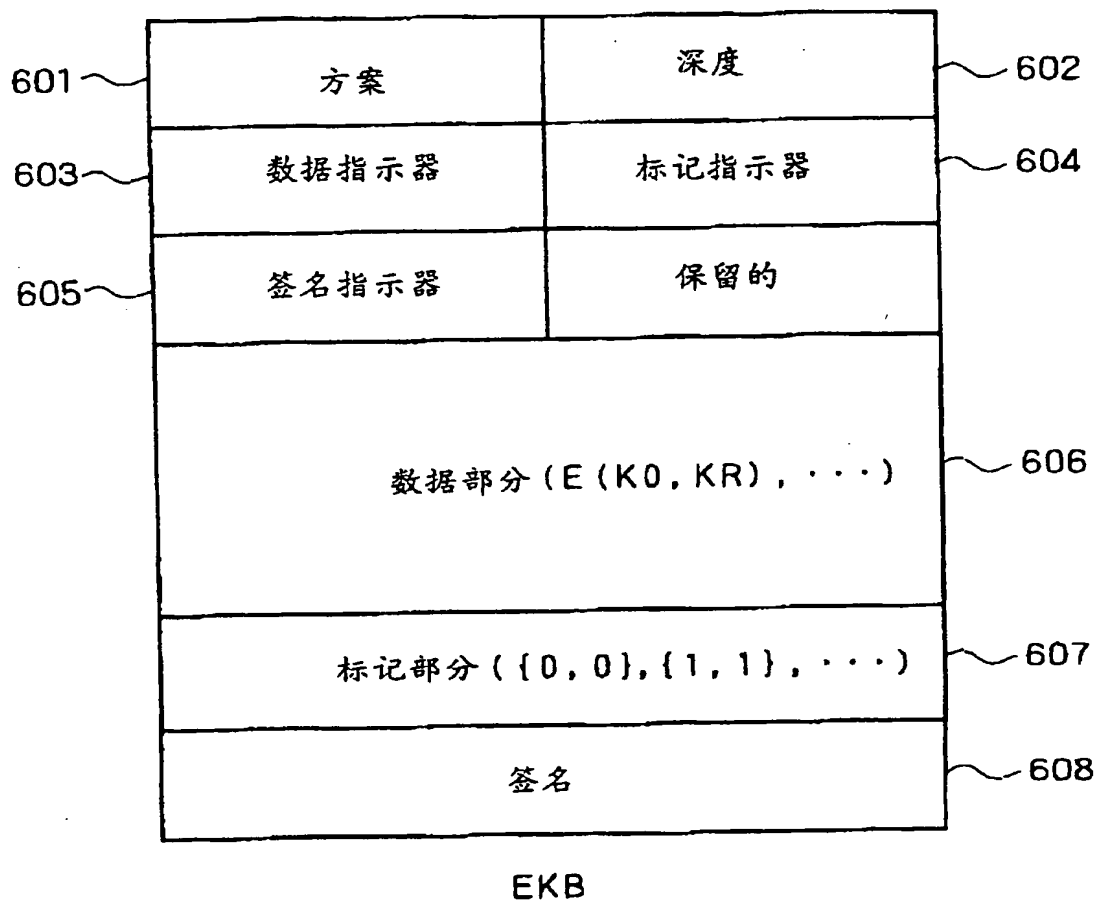 601 方案 深度 602
603 数据指示器 标记指示器 604
605 签名指示器 保留的
数据部分(E(K0,KR),···) 606
标记部分({0,0},{1,1},···) 607
签名 608
EKB